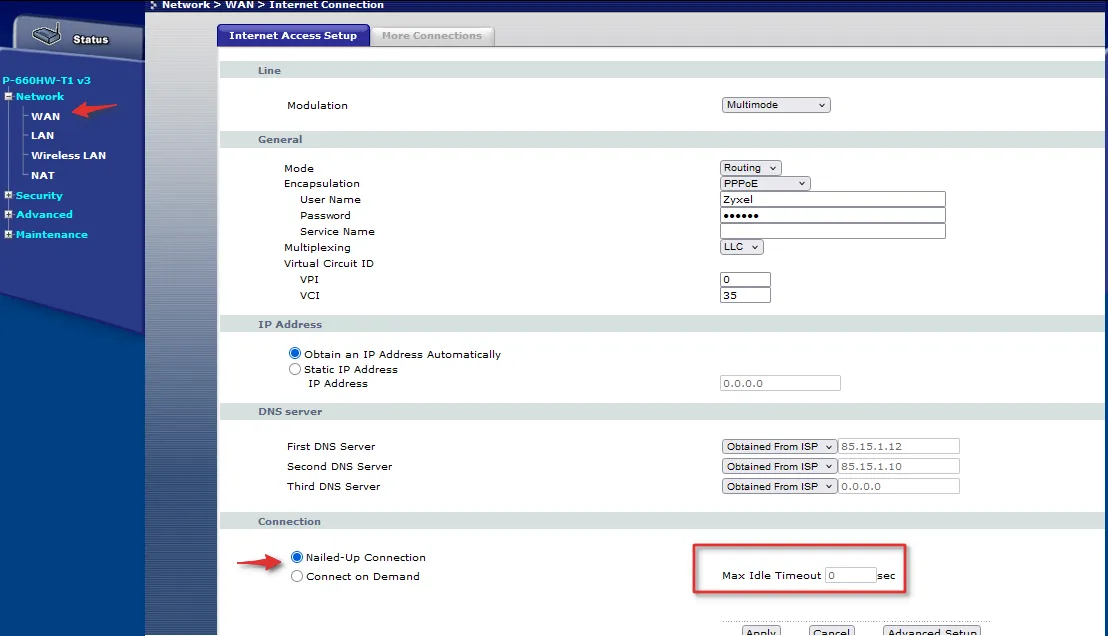 Network > WAN > Internet Connection
Status
P-660HW-T1 v3
Network
WAN
LAN
Wireless LAN
NAT
Security
Advanced
Maintenance
Internet Access Setup
More Connections
Line
Modulation Multimode
General
Mode Routing
Encapsulation PPPoE
User Name Zyxel
Password ••••••
Service Name
Multiplexing LLC
Virtual Circuit ID
VPI 0
VCI 35
IP Address
Obtain an IP Address Automatically
Static IP Address
IP Address 0.0.0.0
DNS server
First DNS Server Obtained From ISP 85.15.1.12
Second DNS Server Obtained From ISP 85.15.1.10
Third DNS Server Obtained From ISP 0.0.0.0
Connection
Nailed-Up Connection
Connect on Demand
Max Idle Timeout 0 sec
Apply Cancel Advanced Setup